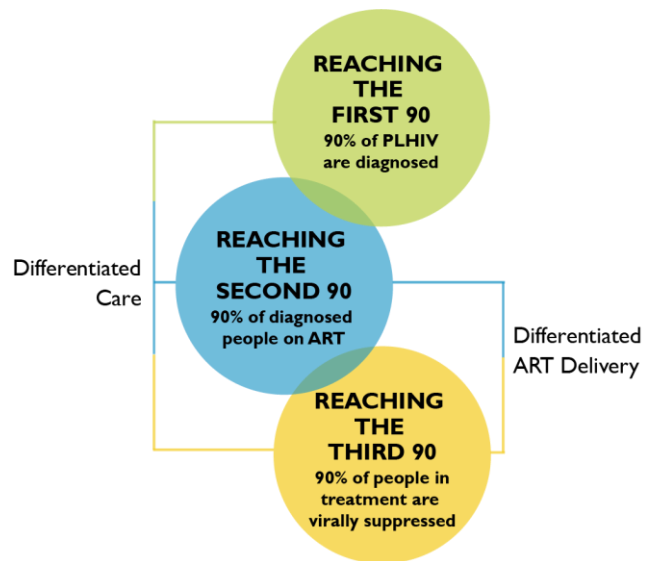 REACHING
THE
FIRST 90
90% of PLHIV
are diagnosed
REACHING
THE
SECOND 90
90% of diagnosed
people on ART
Differentiated
Care
Differentiated
ART Delivery
REACHING
THE
THIRD 90
90% of people in
treatment are
virally suppressed